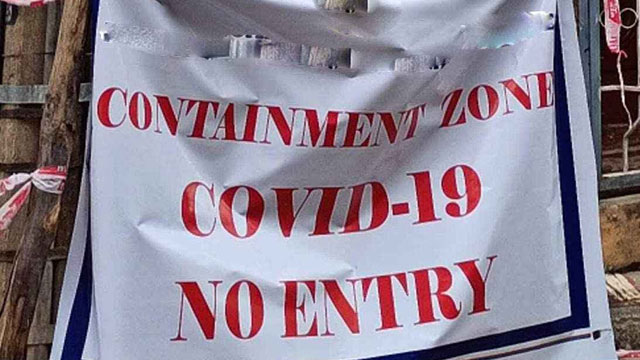 CONTAINMENT ZONE
COVID-19
NO ENTRY